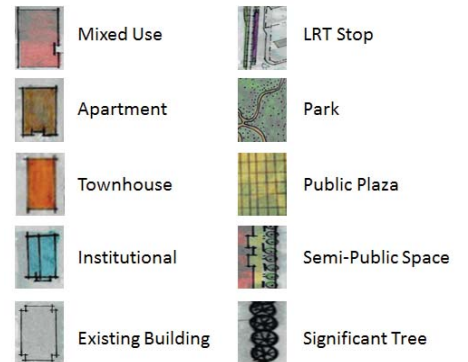 Mixed Use
Apartment
Townhouse
Institutional
Existing Building
LRT Stop
Park
Public Plaza
Semi-Public Space
Significant Tree